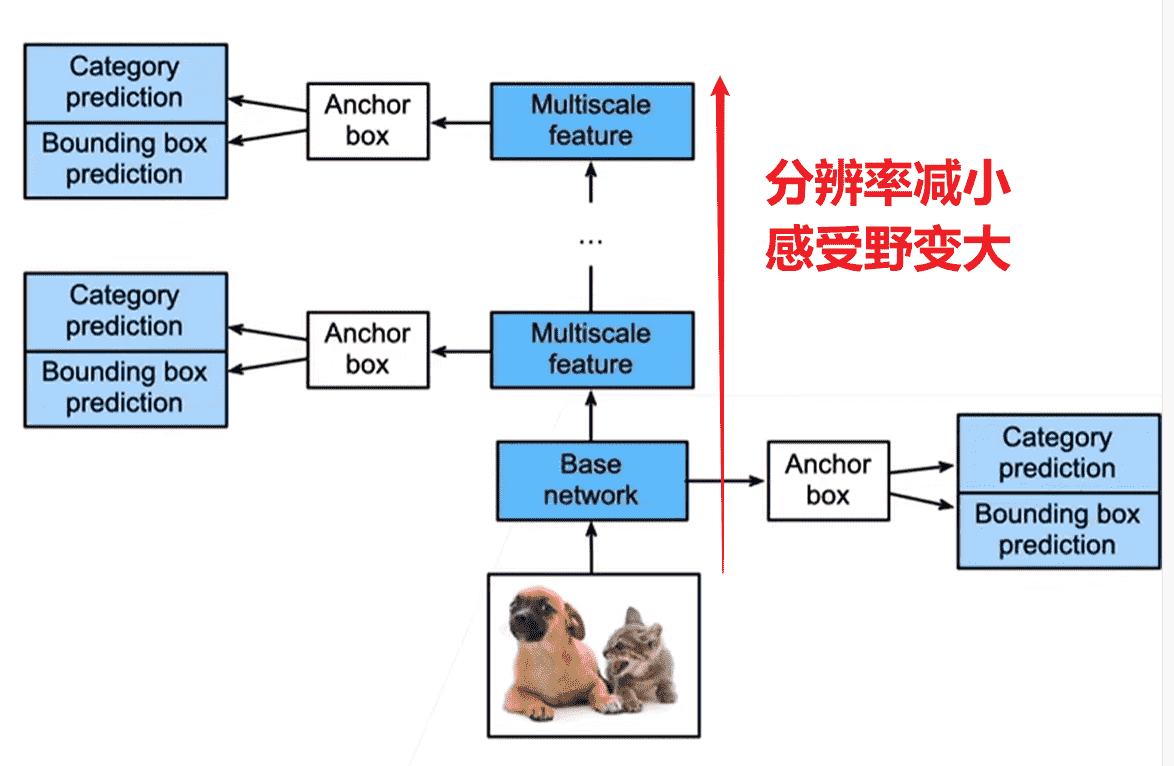 Category
prediction
Bounding box
prediction
Anchor
box
Multiscale
feature
分辨率减小
感受野变大
...
Category
prediction
Bounding box
prediction
Anchor
box
Multiscale
feature
Base
network
Anchor
box
Category
prediction
Bounding box
prediction